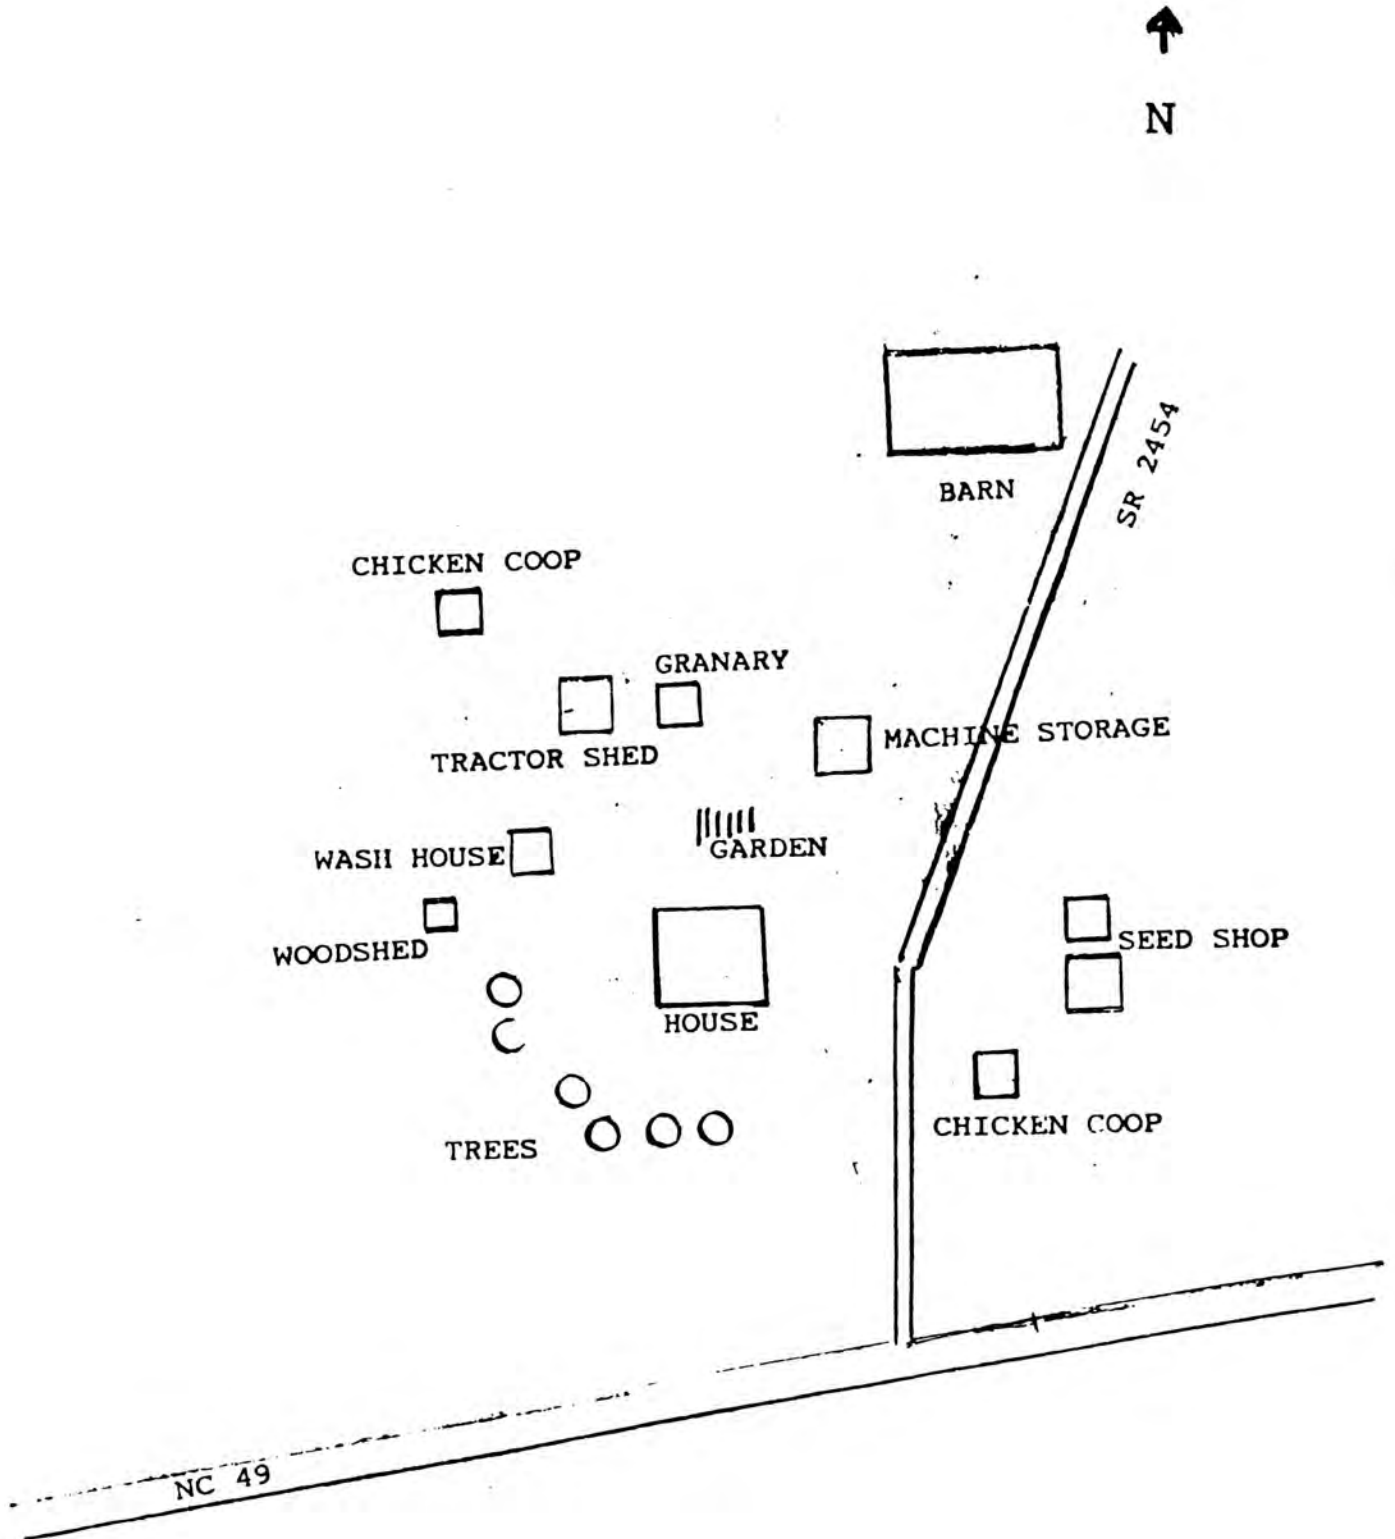 N
SR 2454
BARN
CHICKEN COOP
GRANARY
MACHINE STORAGE
TRACTOR SHED
GARDEN
WASH HOUSE
SEED SHOP
WOODSHED
HOUSE
CHICKEN COOP
TREES
NC 49